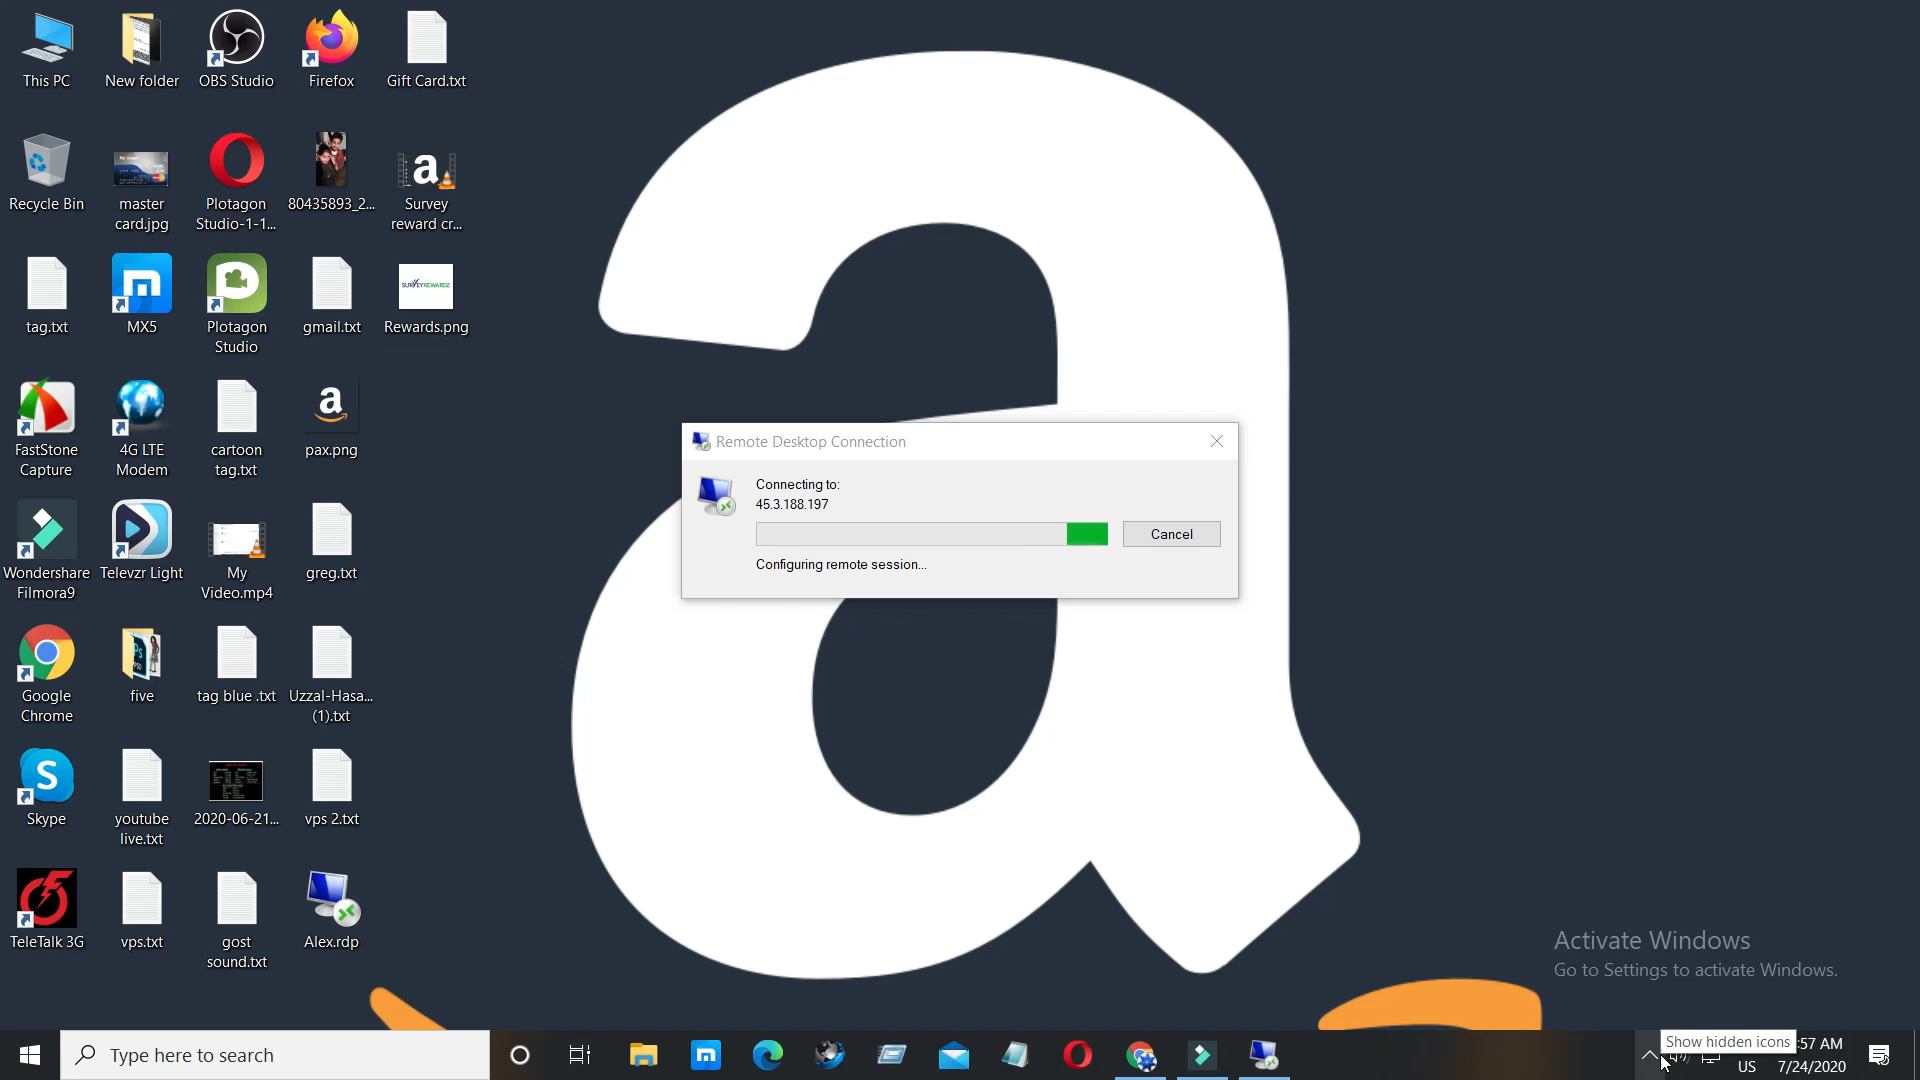 This PC
New folder
OBS Studio
Firefox
Gift Card.txt
Recycle Bin
master
card.jpg
Plotagon
Studio-1-1...
80435893_2...
a
Survey
reward cr...
tag.txt
MX5
Plotagon
Studio
gmail.txt
SURVEYREWARDZ
Rewards.png
FastStone
Capture
4G LTE
Modem
cartoon
tag.txt
a
pax.png
Wondershare
Filmora9
Televzr Light
My
Video.mp4
greg.txt
Google
Chrome
five
tag blue .txt
Uzzal-Hasa...
(1).txt
Skype
youtube
live.txt
2020-06-21...
vps 2.txt
TeleTalk 3G
vps.txt
gost
sound.txt
Alex.rdp
a
Remote Desktop Connection
Connecting to:
45.3.188.197
Cancel
Configuring remote session...
Activate Windows
Go to Settings to activate Windows.
Type here to search
Show hidden icons
:57 AM
US
7/24/2020